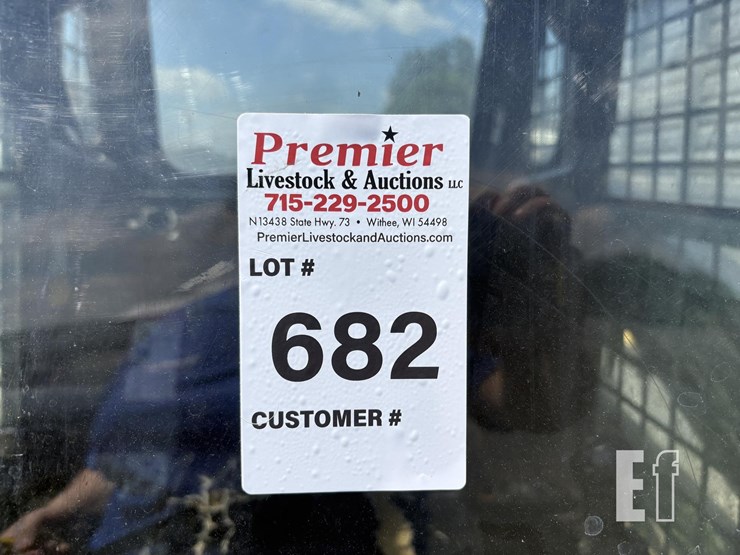 Premier
Livestock & Auctions LLC
715-229-2500
N13438 State Hwy. 73 • Withee, WI 54498
PremierLivestockandAuctions.com
LOT #
682
CUSTOMER #
Ef